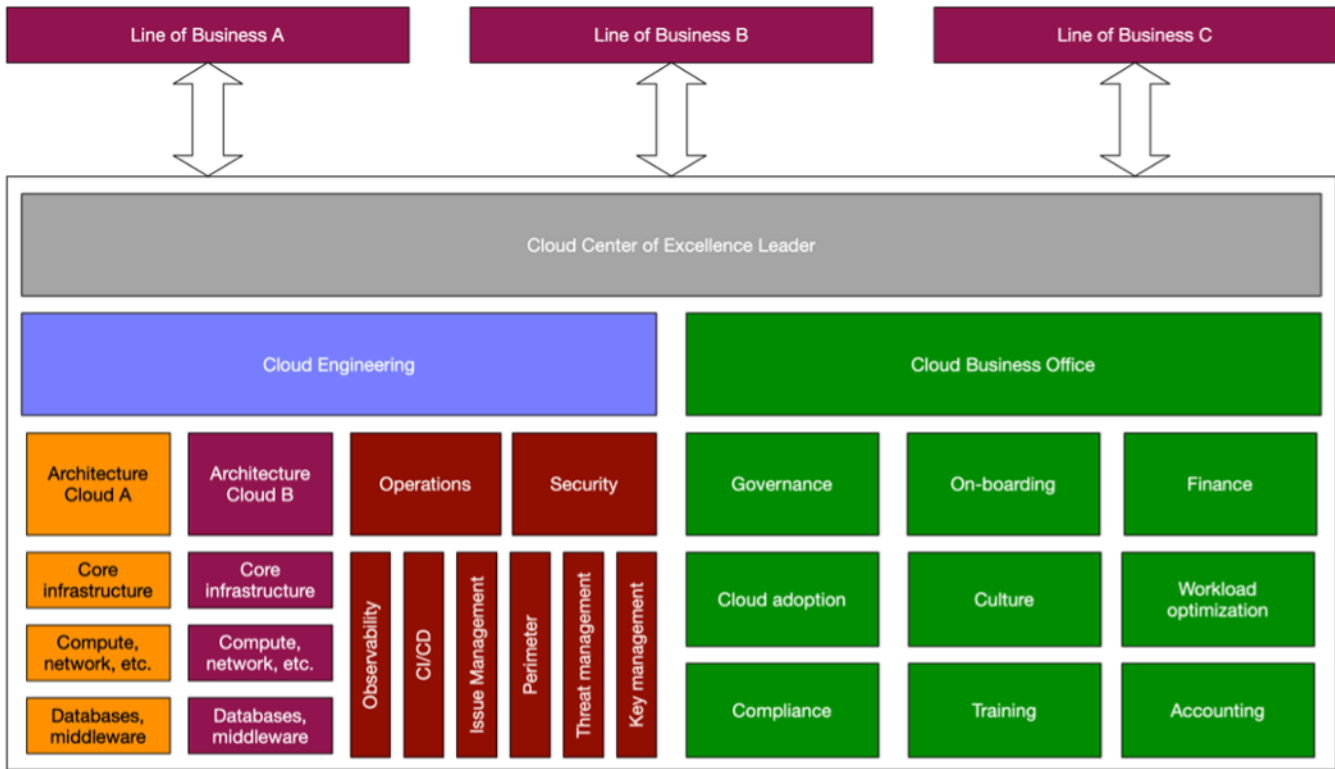 Line of Business A
Line of Business B
Line of Business C
Cloud Center of Excellence Leader
Cloud Engineering
Cloud Business Office
Architecture
Cloud A
Architecture
Cloud B
Operations
Security
Governance
On-boarding
Finance
Core
infrastructure
Core
infrastructure
Compute,
network, etc.
Compute,
network, etc.
Databases,
middleware
Databases,
middleware
Observability
CI/CD
Issue Management
Perimeter
Threat management
Key management
Cloud adoption
Culture
Workload
optimization
Compliance
Training
Accounting